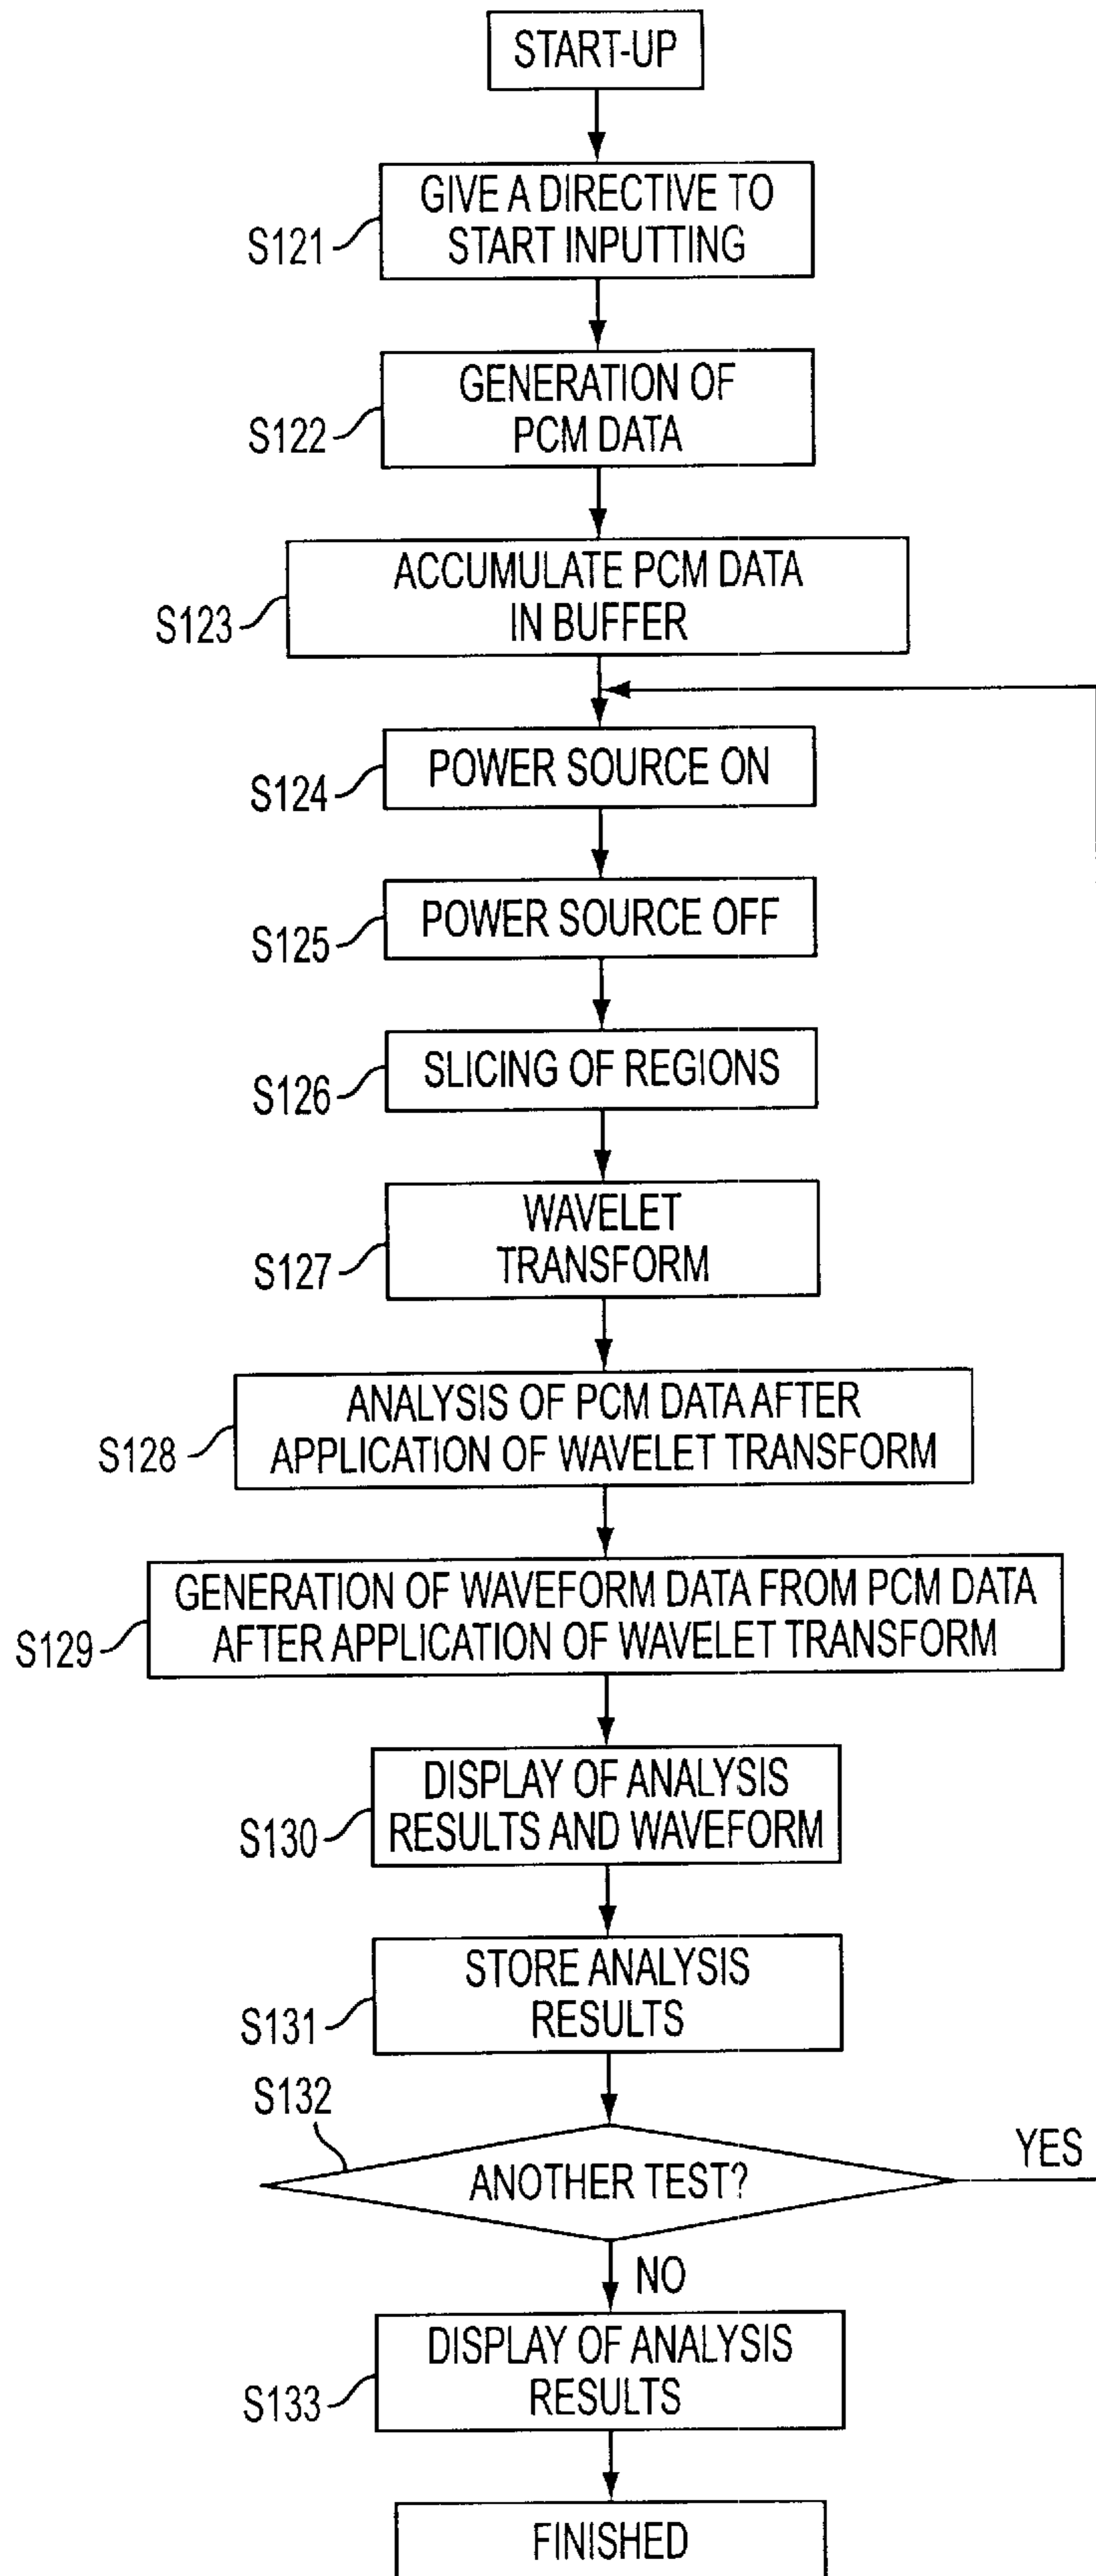 START-UP
S121
GIVE A DIRECTIVE TO
START INPUTTING
S122
GENERATION OF
PCM DATA
S123
ACCUMULATE PCM DATA
IN BUFFER
S124
POWER SOURCE ON
S125
POWER SOURCE OFF
S126
SLICING OF REGIONS
S127
WAVELET
TRANSFORM
S128
ANALYSIS OF PCM DATA AFTER
APPLICATION OF WAVELET TRANSFORM
S129
GENERATION OF WAVEFORM DATA FROM PCM DATA
AFTER APPLICATION OF WAVELET TRANSFORM
S130
DISPLAY OF ANALYSIS
RESULTS AND WAVEFORM
S131
STORE ANALYSIS
RESULTS
S132
ANOTHER TEST?
YES
NO
S133
DISPLAY OF ANALYSIS
RESULTS
FINISHED